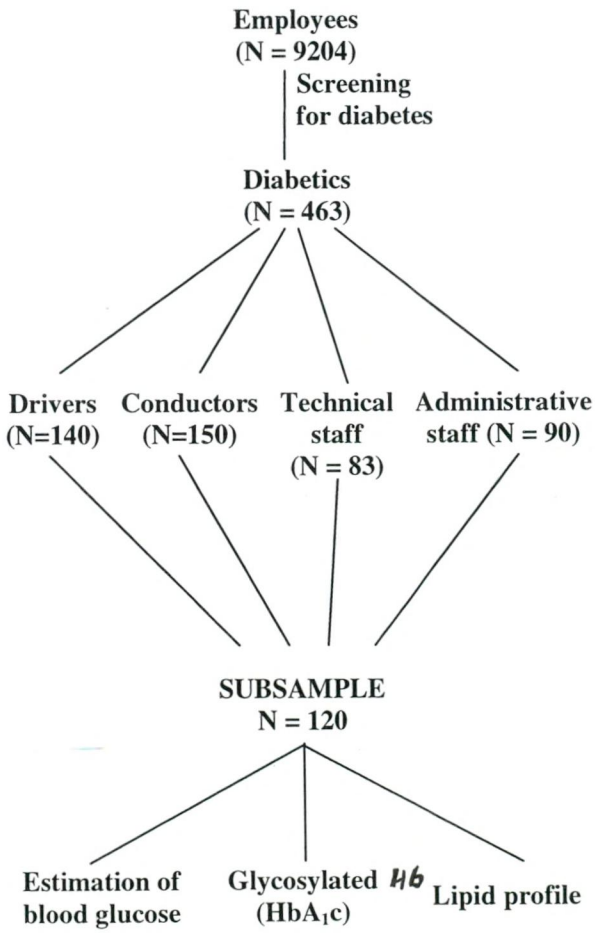 Employees
(N = 9204)
Screening
for diabetes
Diabetics
(N = 463)
Drivers
(N=140)
Conductors
(N=150)
Technical
staff
(N = 83)
Administrative
staff (N = 90)
SUBSAMPLE
N = 120
Estimation of
blood glucose
Glycosylated Hb
(HbA₁c)
Lipid profile